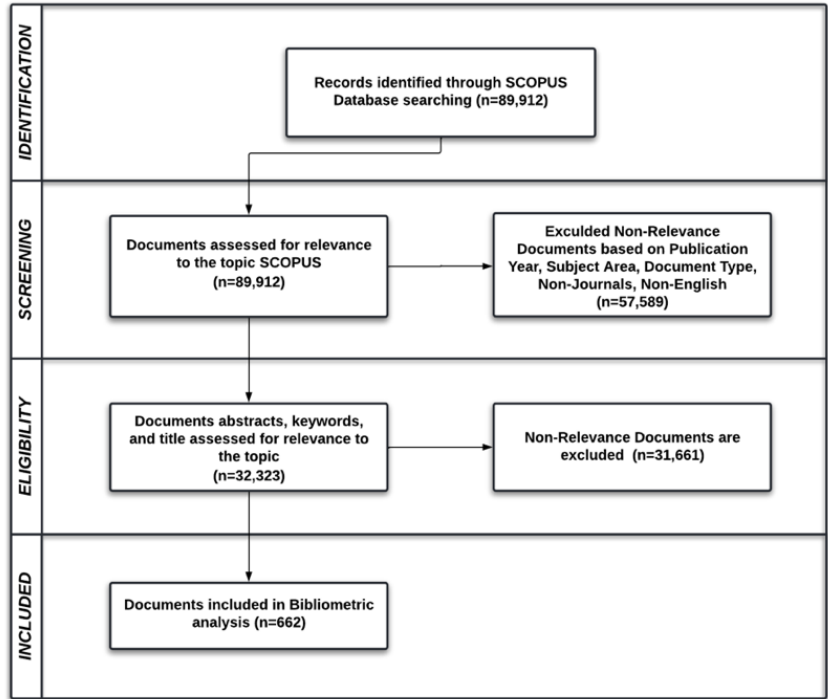 IDENTIFICATION
Records identified through SCOPUS
Database searching (n=89,912)
SCREENING
Documents assessed for relevance
to the topic SCOPUS
(n=89,912)
Exculded Non-Relevance
Documents based on Publication
Year, Subject Area, Document Type,
Non-Journals, Non-English
(n=57,589)
ELIGIBILITY
Documents abstracts, keywords,
and title assessed for relevance to
the topic
(n=32,323)
Non-Relevance Documents are
excluded (n=31,661)
INCLUDED
Documents included in Bibliometric
analysis (n=662)